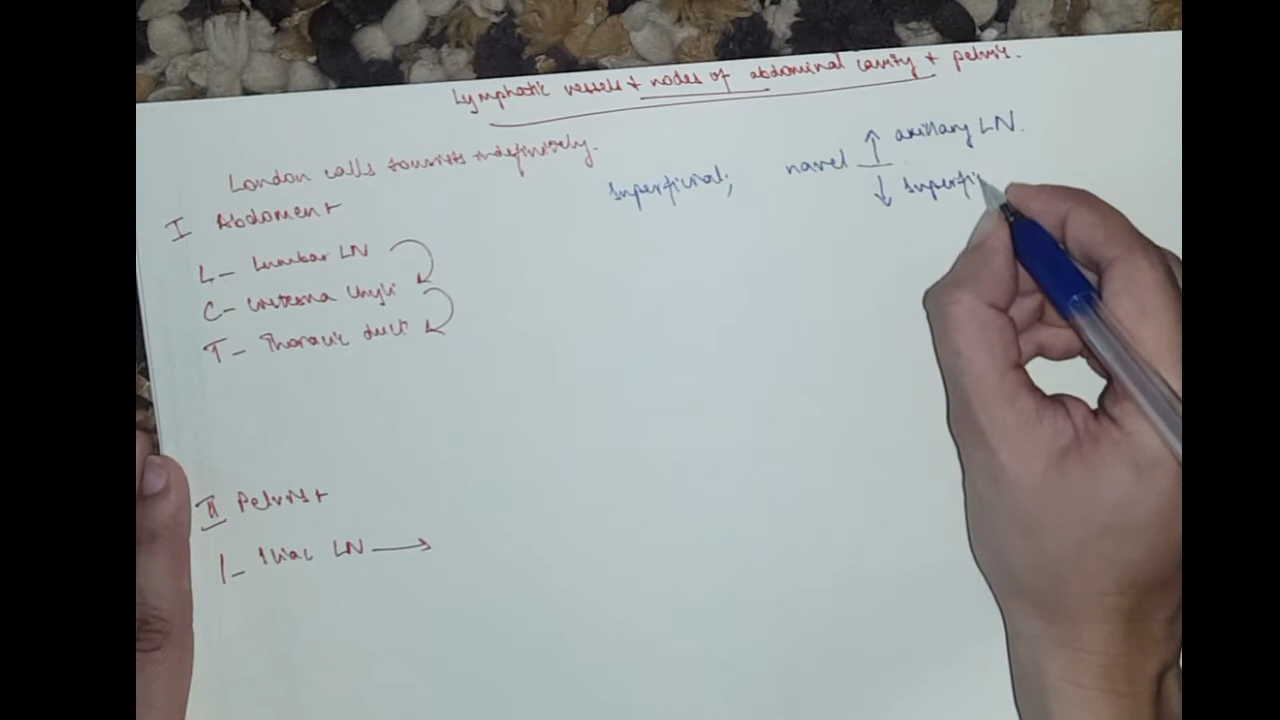 Lymphatic vessels + nodes of abdominal cavity + pelvis.
London calls tourists indefinitely.
Superficial;
navel ↑ axillary LN.
↓ Superfi
I Abdomen +
L- Lumbar LN
C- Cisterna chyli
T- Thoracic duct
II Pelvis +
I- Iliac LN →